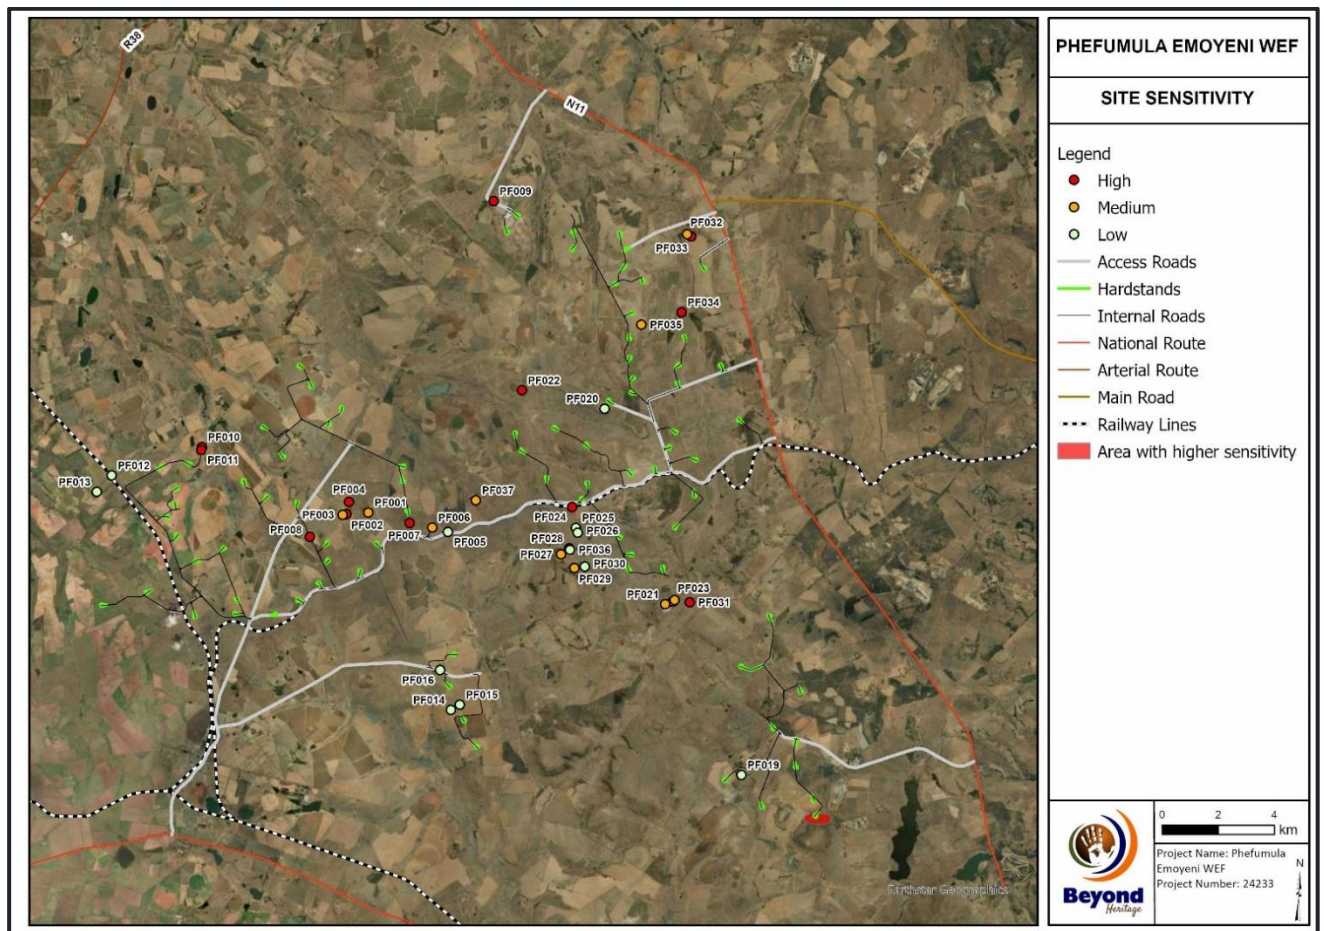 R38
N11
PF009
PF032
PF033
PF034
PF035
PF022
PF020
PF010
PF011
PF012
PF013
PF004
PF001
PF003
PF002
PF008
PF007
PF037
PF006
PF005
PF024
PF025
PF026
PF028
PF036
PF027
PF030
PF029
PF023
PF021
PF031
PF016
PF015
PF014
PF019
Earthstar Geographics
PHEFUMULA EMOYENI WEF
SITE SENSITIVITY
Legend
High
Medium
Low
Access Roads
Hardstands
Internal Roads
National Route
Arterial Route
Main Road
Railway Lines
Area with higher sensitivity
Beyond
Heritage
0 2 4
km
Project Name: Phefumula
Emoyeni WEF
Project Number: 24233
N